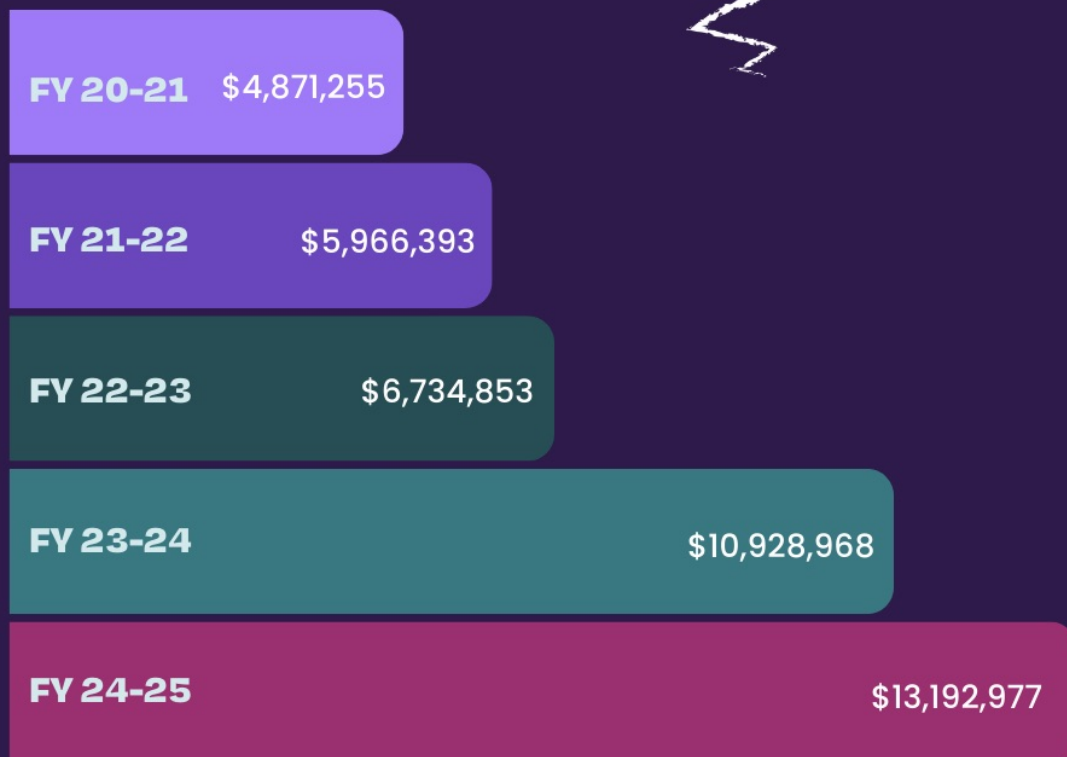 FY 20-21 $4,871,255
FY 21-22 $5,966,393
FY 22-23 $6,734,853
FY 23-24 $10,928,968
FY 24-25 $13,192,977